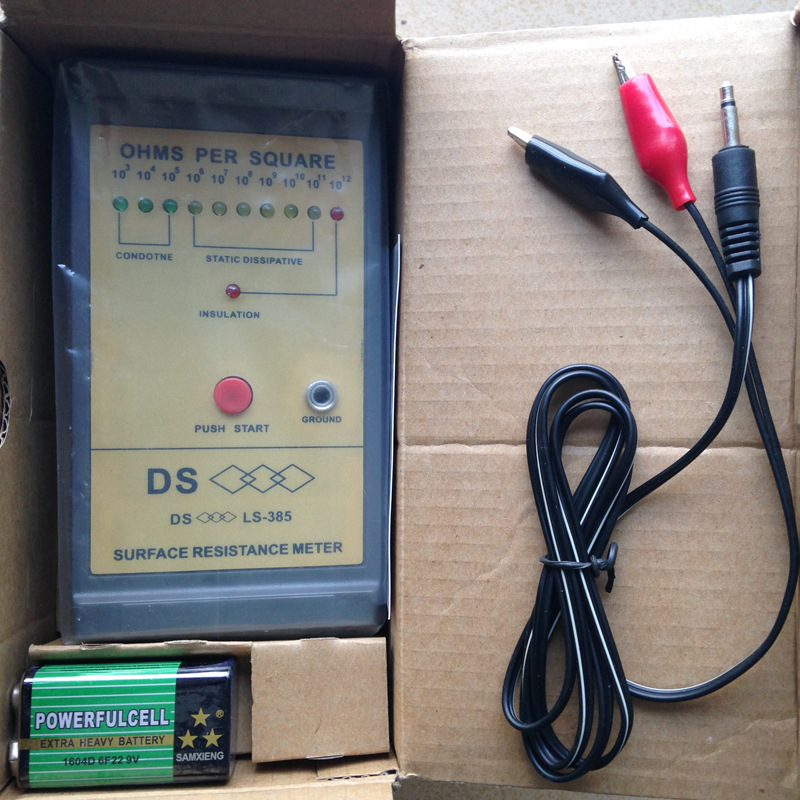 OHMS PER SQUARE
10³ 10⁴ 10⁵ 10⁶ 10⁷ 10⁸ 10⁹ 10¹⁰ 10¹¹ 10¹²
CONDOTNE STATIC DISSIPATIVE
INSULATION
PUSH START GROUND
DS
DS LS-385
SURFACE RESISTANCE METER
POWERFULCELL ®
EXTRA HEAVY BATTERY
1604D 6F22 9V SAMXIENG